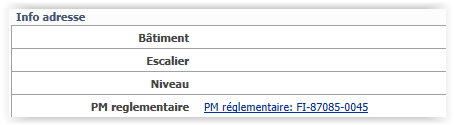 Info adresse
Bâtiment
Escalier
Niveau
PM reglementaire PM réglementaire: FI-87085-0045